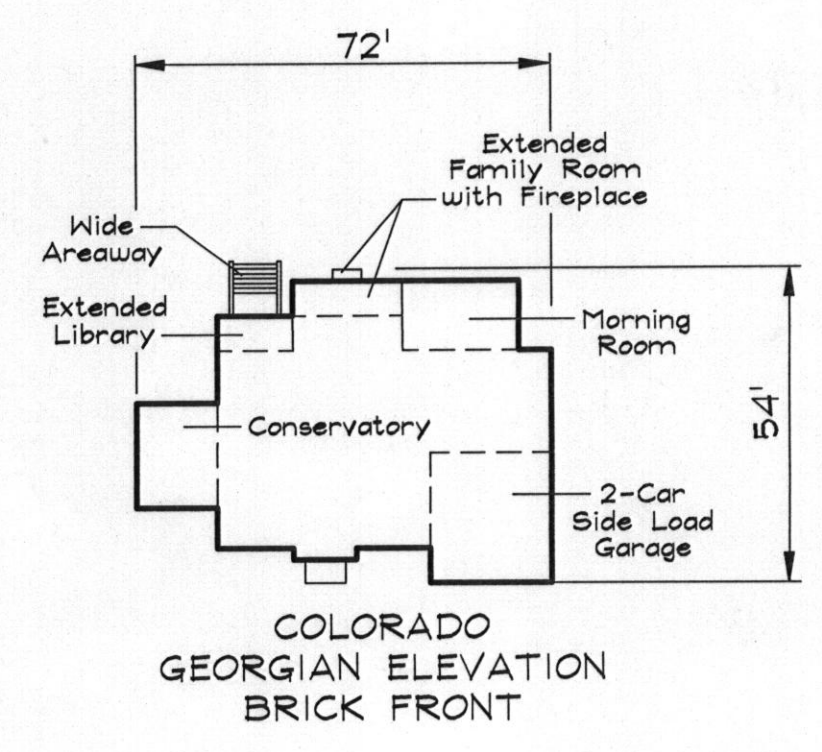 72'
Extended
Family Room
with Fireplace
Wide
Areaway
Extended
Library
Morning
Room
54'
Conservatory
2-Car
Side Load
Garage
COLORADO
GEORGIAN ELEVATION
BRICK FRONT